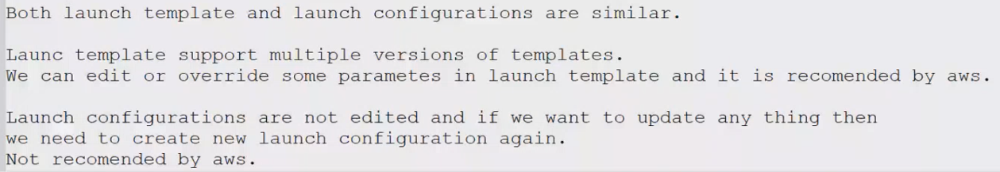 Both launch template and launch configurations are similar.
Launc template support multiple versions of templates.
We can edit or override some parametes in launch template and it is recomended by aws.
Launch configurations are not edited and if we want to update any thing then
we need to create new launch configuration again.
Not recomended by aws.